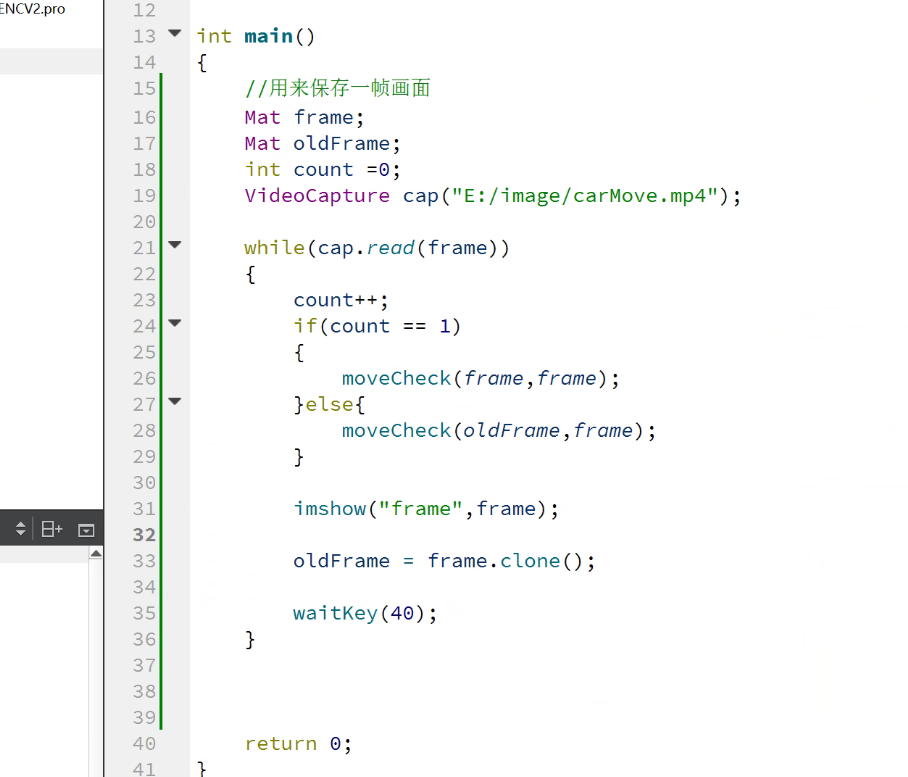 ENCV2.pro
12
13 int main()
14 {
15 //用来保存一帧画面
16 Mat frame;
17 Mat oldFrame;
18 int count =0;
19 VideoCapture cap("E:/image/carMove.mp4");
20
21 while(cap.read(frame))
22 {
23 count++;
24 if(count == 1)
25 {
26 moveCheck(frame,frame);
27 }else{
28 moveCheck(oldFrame,frame);
29 }
30
31 imshow("frame",frame);
32
33 oldFrame = frame.clone();
34
35 waitKey(40);
36 }
37
38
39
40 return 0;
41 }